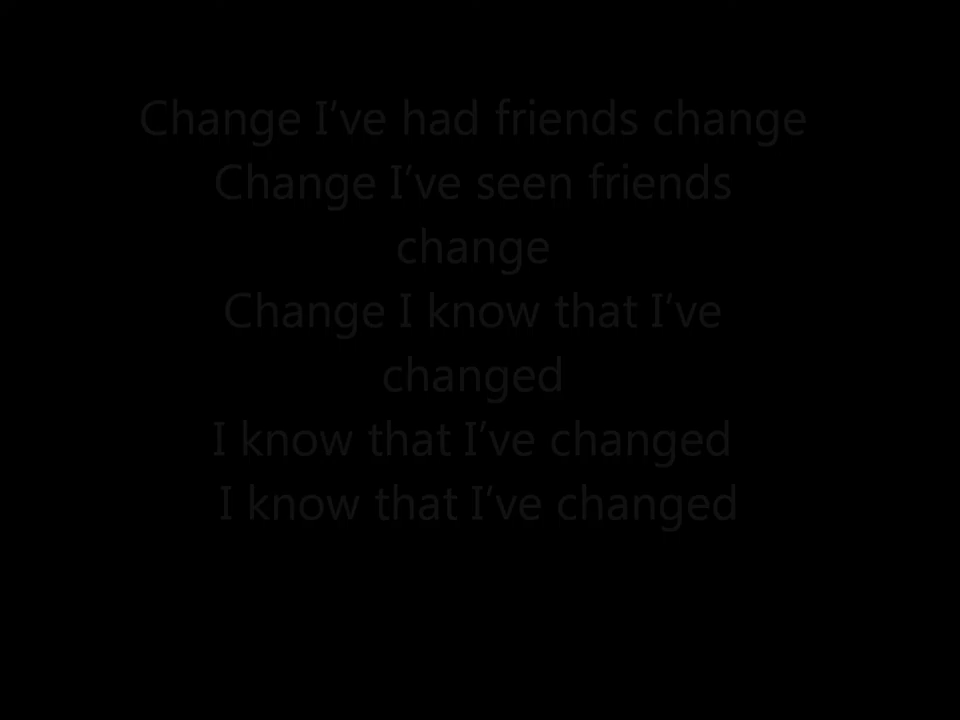 Change I’ve had friends change
Change I’ve seen friends
change
Change I know that I’ve
changed
I know that I’ve changed
I know that I’ve changed